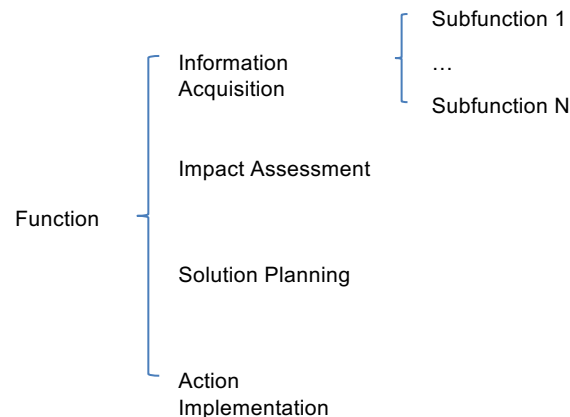 Function
Information
Acquisition
Impact Assessment
Solution Planning
Action
Implementation
Subfunction 1
…
Subfunction N